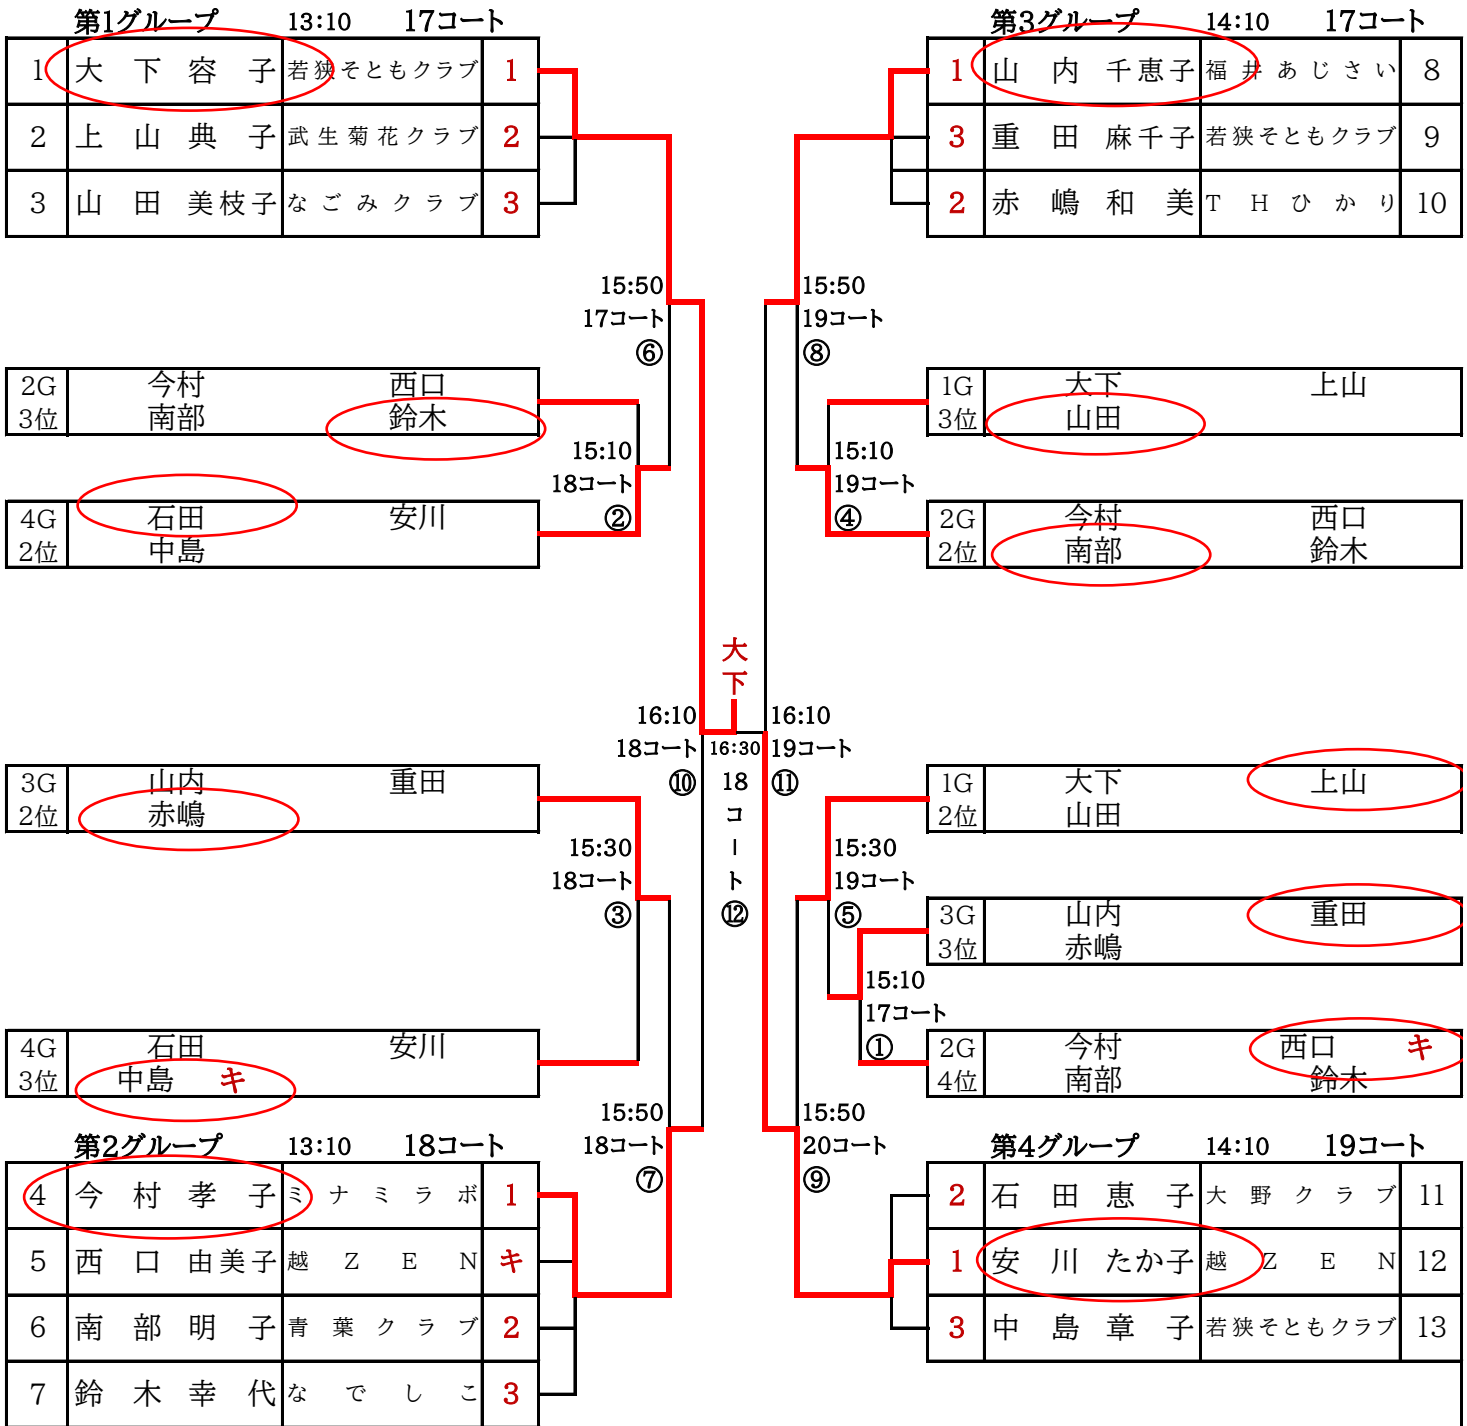 第1グループ 13:10 17コート
1 大下容子 若狭そともクラブ 1
2 上山典子 武生菊花クラブ 2
3 山田美枝子 なごみクラブ 3
第3グループ 14:10 17コート
1 山内千恵子 福井あじさい 8
3 重田麻千子 若狭そともクラブ 9
2 赤嶋和美 THひかり 10
15:50
17コート
⑥
15:50
19コート
⑧
2G 今村 西口
3位 南部 鈴木
1G 大下 上山
3位 山田
15:10
18コート
②
15:10
19コート
④
4G 石田 安川
2位 中島
2G 今村 西口
2位 南部 鈴木
大下
16:10
18コート
⑩
16:30
18コート⑫
16:10
19コート
⑪
3G 山内 重田
2位 赤嶋
1G 大下 上山
2位 山田
15:30
18コート
③
15:30
19コート
⑤
3G 山内 重田
3位 赤嶋
15:10
17コート
①
4G 石田 安川
3位 中島 キ
2G 今村 西口 キ
4位 南部 鈴木
15:50
18コート
⑦
15:50
20コート
⑨
第2グループ 13:10 18コート
4 今村孝子 ミナミラボ 1
5 西口由美子 越ZEN キ
6 南部明子 青葉クラブ 2
7 鈴木幸代 なでしこ 3
第4グループ 14:10 19コート
2 石田恵子 大野クラブ 11
1 安川たか子 越ZEN 12
3 中島章子 若狭そともクラブ 13